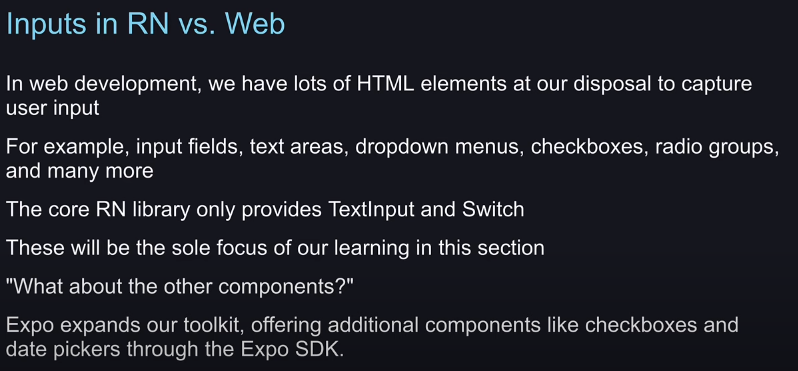 Inputs in RN vs. Web
In web development, we have lots of HTML elements at our disposal to capture
user input
For example, input fields, text areas, dropdown menus, checkboxes, radio groups,
and many more
The core RN library only provides TextInput and Switch
These will be the sole focus of our learning in this section
"What about the other components?"
Expo expands our toolkit, offering additional components like checkboxes and
date pickers through the Expo SDK.